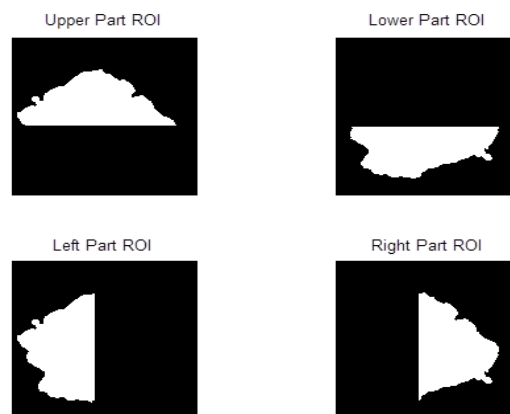 Upper Part ROI
Lower Part ROI
Left Part ROI
Right Part ROI